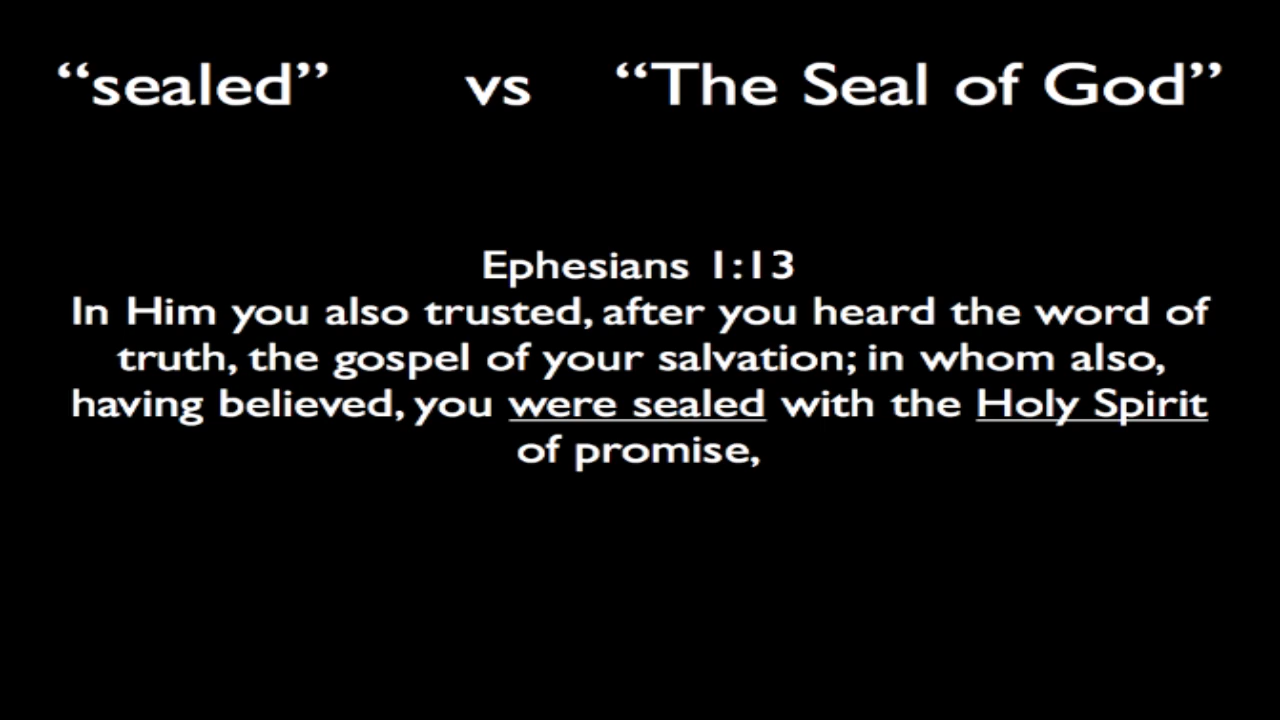 “sealed” vs “The Seal of God”
Ephesians 1:13
In Him you also trusted, after you heard the word of
truth, the gospel of your salvation; in whom also,
having believed, you were sealed with the Holy Spirit
of promise,